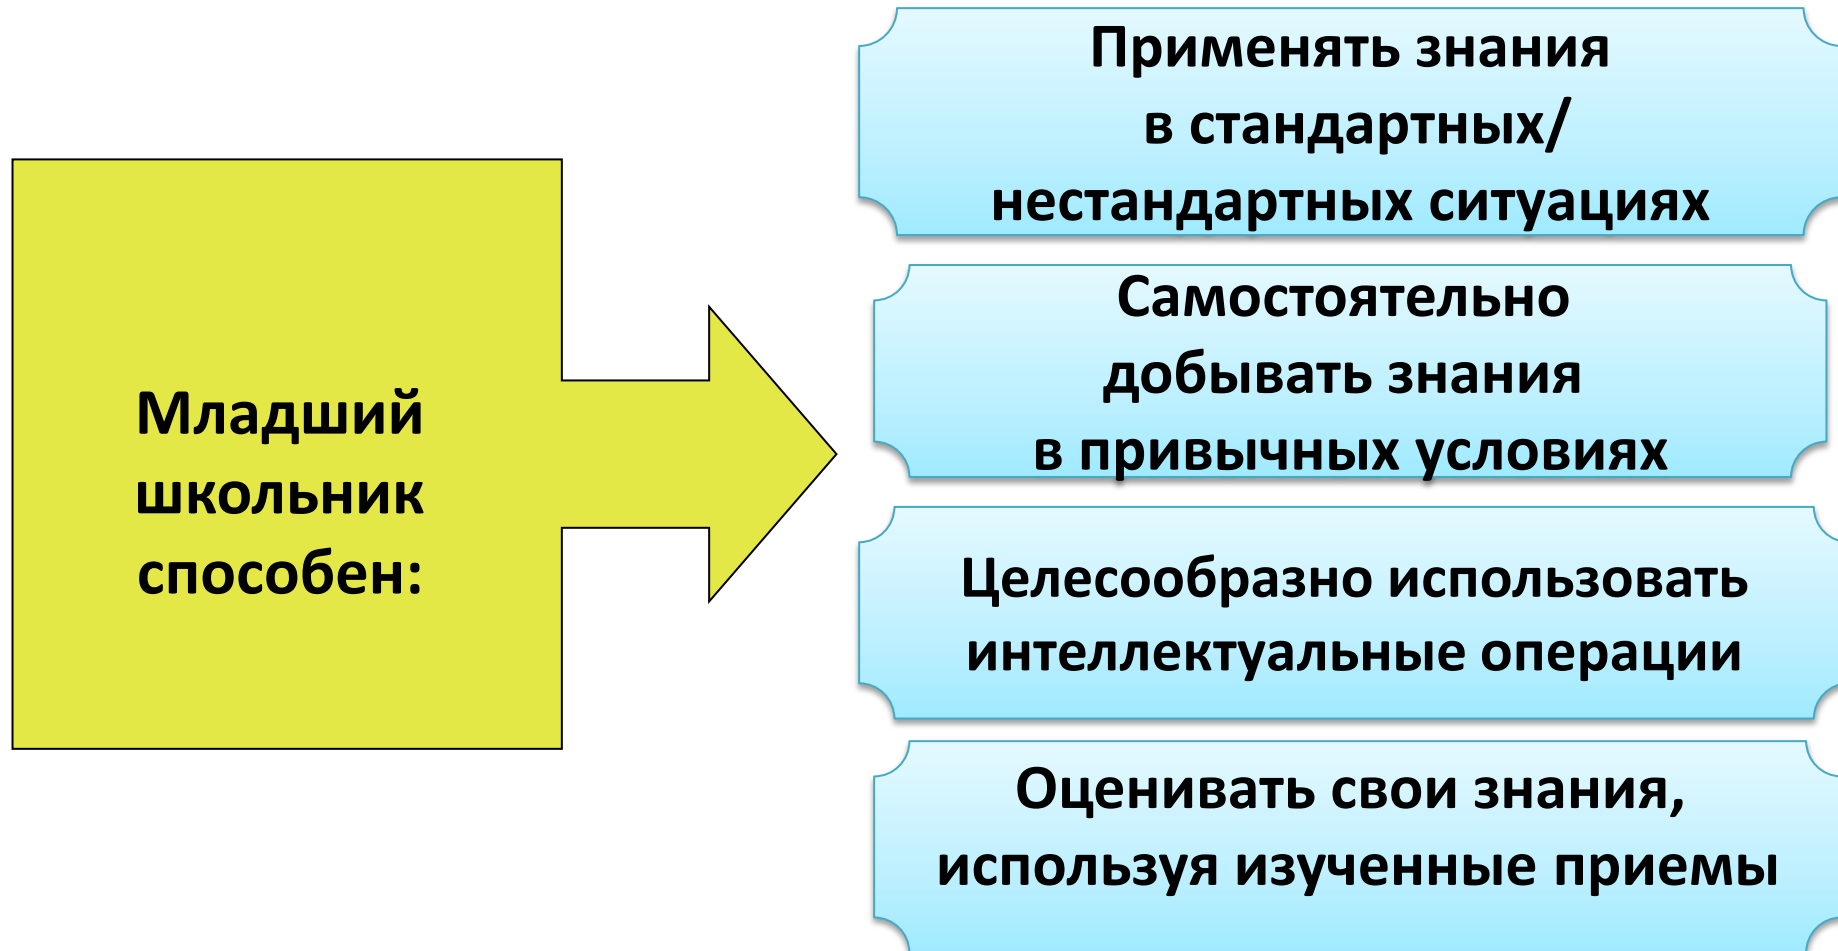 Младший
школьник
способен:
Применять знания
в стандартных/
нестандартных ситуациях
Самостоятельно
добывать знания
в привычных условиях
Целесообразно использовать
интеллектуальные операции
Оценивать свои знания,
используя изученные приемы